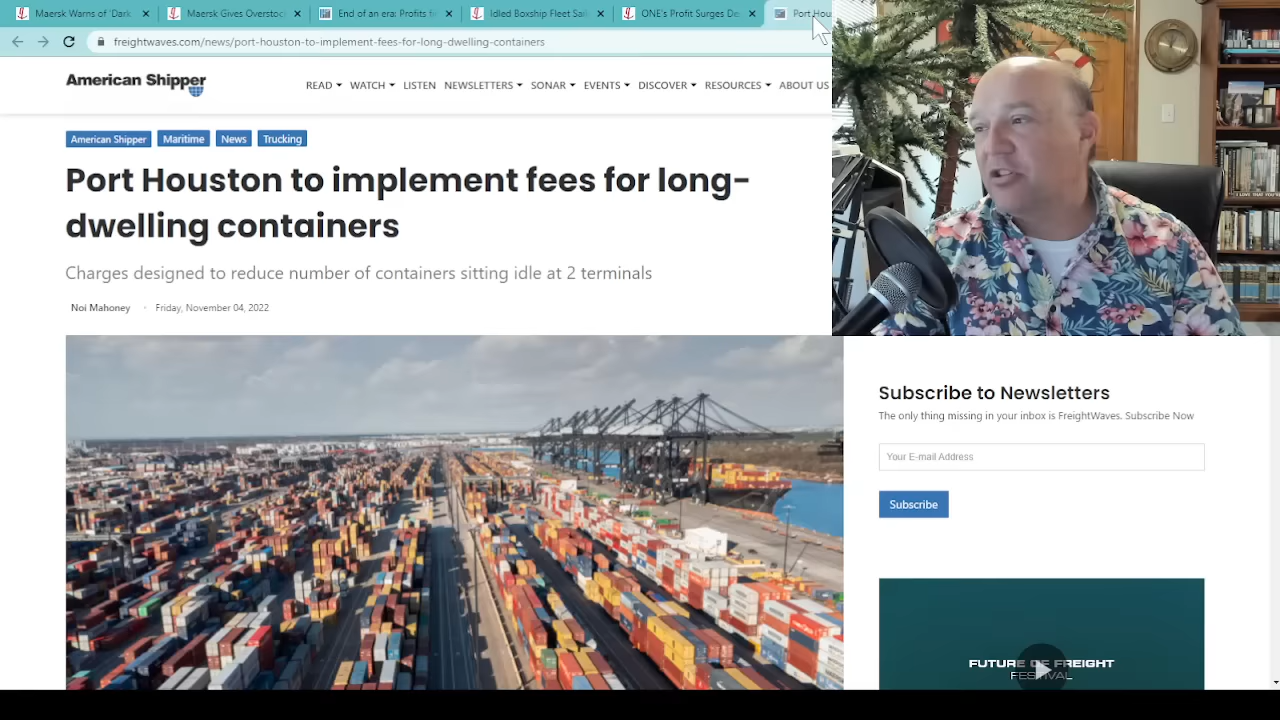 Maersk Warns of 'Dark
Maersk Gives Oversto
End of an era: Profits f
Idled Boxship Fleet Sai
ONE's Profit Surges De
Port Hou
freightwaves.com/news/port-houston-to-implement-fees-for-long-dwelling-containers
American Shipper
READ WATCH LISTEN NEWSLETTERS SONAR EVENTS DISCOVER RESOURCES ABOUT US
American Shipper Maritime News Trucking
Port Houston to implement fees for long-
dwelling containers
Charges designed to reduce number of containers sitting idle at 2 terminals
Noi Mahoney · Friday, November 04, 2022
Subscribe to Newsletters
The only thing missing in your inbox is FreightWaves. Subscribe Now
Your E-mail Address
Subscribe
FUTURE OF FREIGHT
FESTIVAL